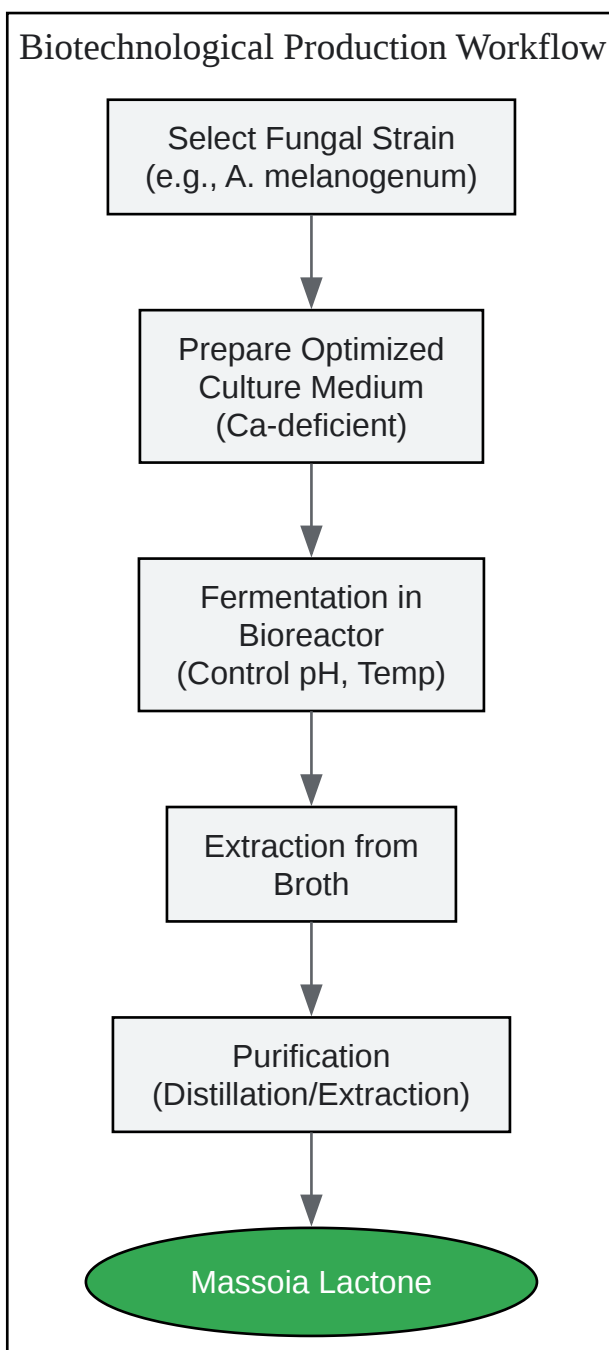 Biotechnological Production Workflow
Select Fungal Strain
(e.g., A. melanogenum)
Prepare Optimized
Culture Medium
(Ca-deficient)
Fermentation in
Bioreactor
(Control pH, Temp)
Extraction from
Broth
Purification
(Distillation/Extraction)
Massoia Lactone